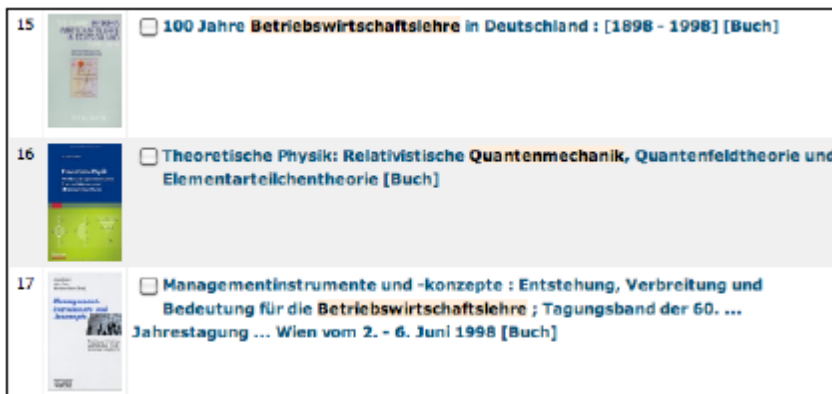 15
100 Jahre Betriebswirtschaftslehre in Deutschland : [1898 - 1998] [Buch]
16
Theoretische Physik: Relativistische Quantenmechanik, Quantenfeldtheorie und
Elementarteilchentheorie [Buch]
17
Managementinstrumente und -konzepte : Entstehung, Verbreitung und
Bedeutung für die Betriebswirtschaftslehre ; Tagungsband der 60. ...
Jahrestagung ... Wien vom 2. - 6. Juni 1998 [Buch]